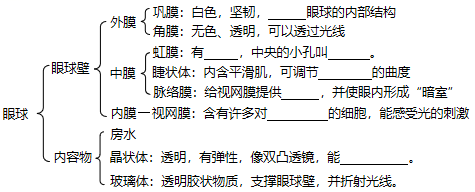 巩膜：白色，坚韧，______眼球的内部结构
外膜
角膜：无色、透明，可以透过光线
虹膜：有______，中央的小孔叫______。
眼球壁
中膜
睫状体：内含平滑肌，可调节________的曲度
脉络膜：给视网膜提供______，并使眼内形成“暗室”
眼球
内膜一视网膜：含有许多对________的细胞，能感受光的刺激
房水
内容物
晶状体：透明，有弹性，像双凸透镜，能__________。
玻璃体：透明胶状物质，支撑眼球壁，并折射光线。